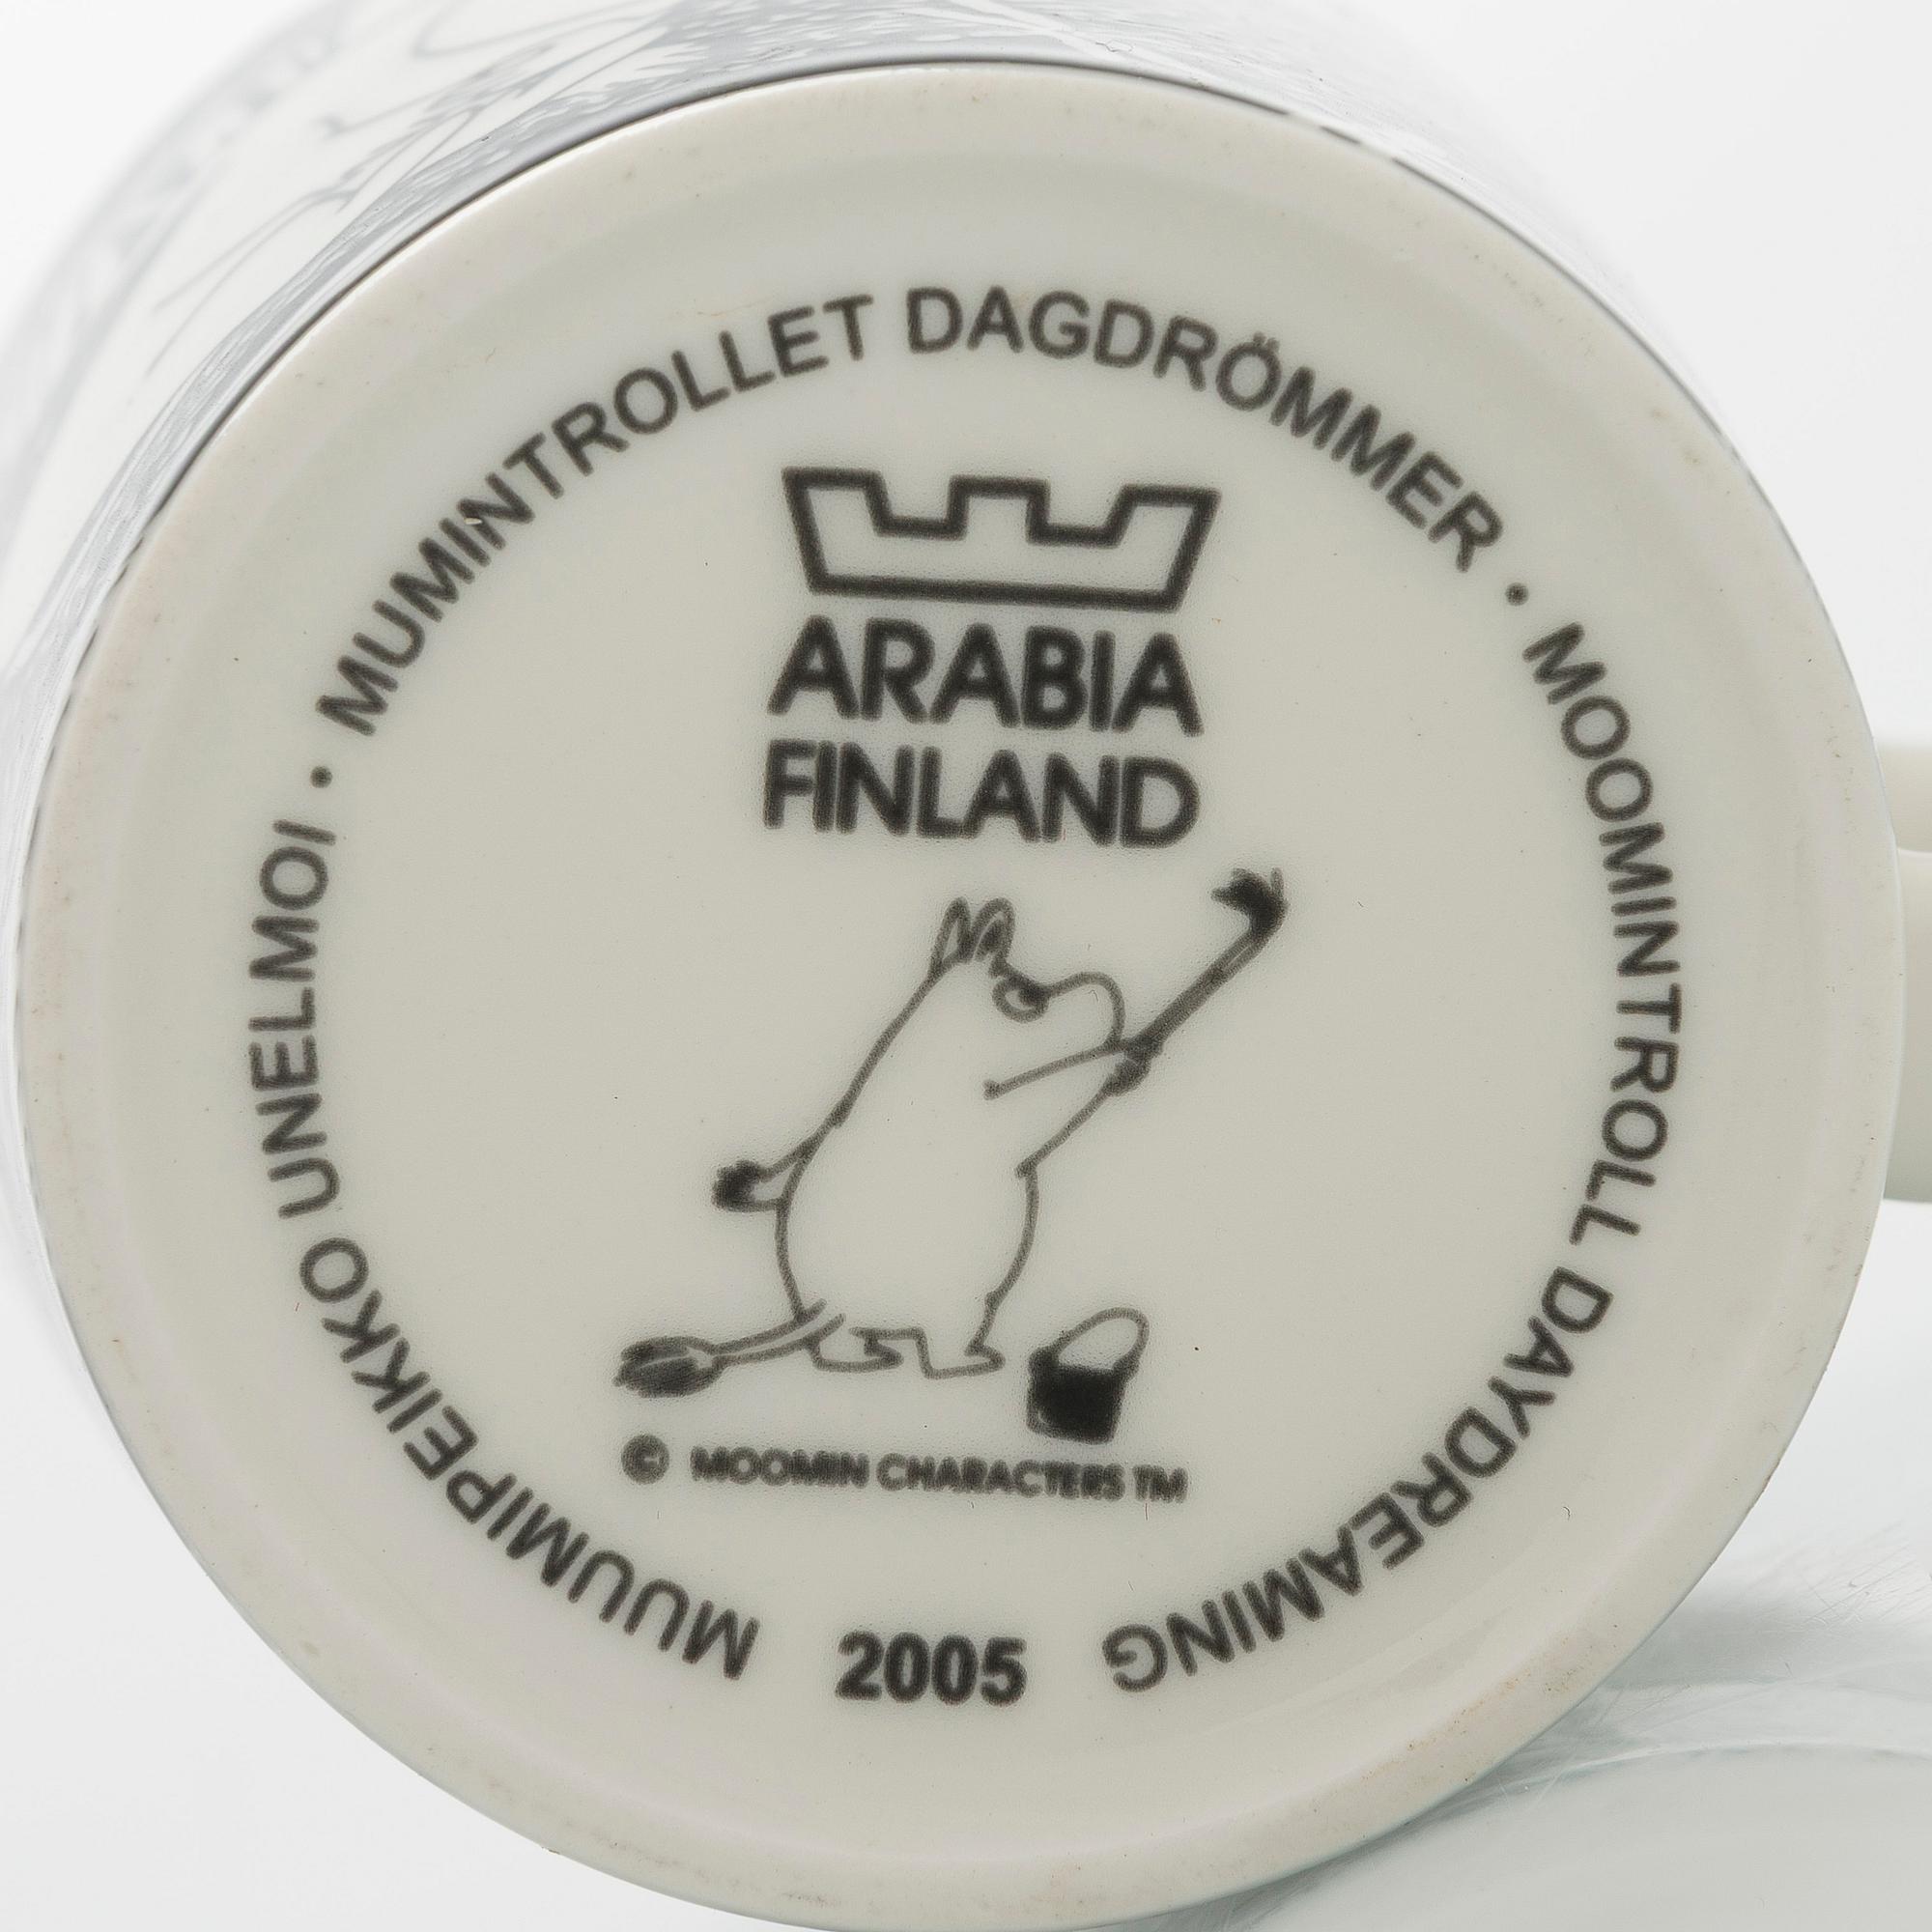 MUUMIPEIKKO UNELMOI · MUMINTROLLET DAGDRÖMMER · MOOMINTROLL DAYDREAMING
ARABIA
FINLAND
© MOOMIN CHARACTERS TM
2005